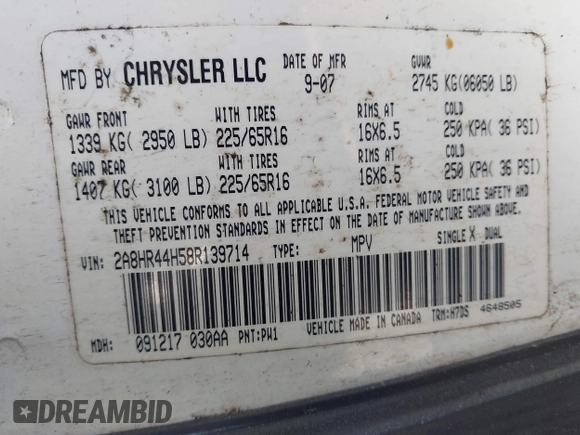 MFD BY CHRYSLER LLC DATE OF MFR 9-07 GVWR 2745 KG(06050 LB)
GAWR FRONT WITH TIRES RIMS AT COLD
1339 KG( 2950 LB) 225/65R16 16X6.5 250 KPA( 36 PSI)
GAWR REAR WITH TIRES RIMS AT COLD
1407 KG( 3100 LB) 225/65R16 16X6.5 250 KPA( 36 PSI)
THIS VEHICLE CONFORMS TO ALL APPLICABLE U.S.A. FEDERAL MOTOR VEHICLE SAFETY AND
THEFT PREVENTION STANDARDS IN EFFECT ON THE DATE OF MANUFACTURE SHOWN ABOVE.
VIN: 2A8HR44H58R139714 TYPE: MPV SINGLE X DUAL
MDH: 091217 030AA PNT:PW1 VEHICLE MADE IN CANADA TRM:H7DS 4648505
DREAMBID